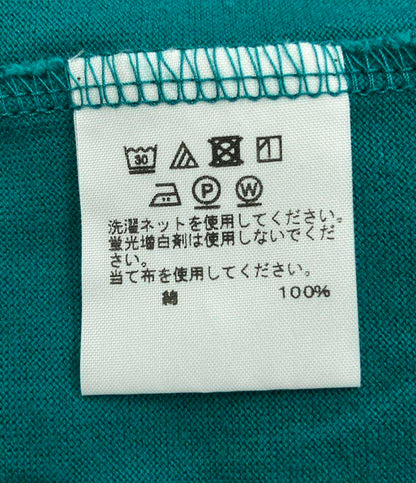 30
P W
洗濯ネットを使用してください。
蛍光増白剤は使用しないでくだ
さい。
当て布を使用してください。
綿 100%